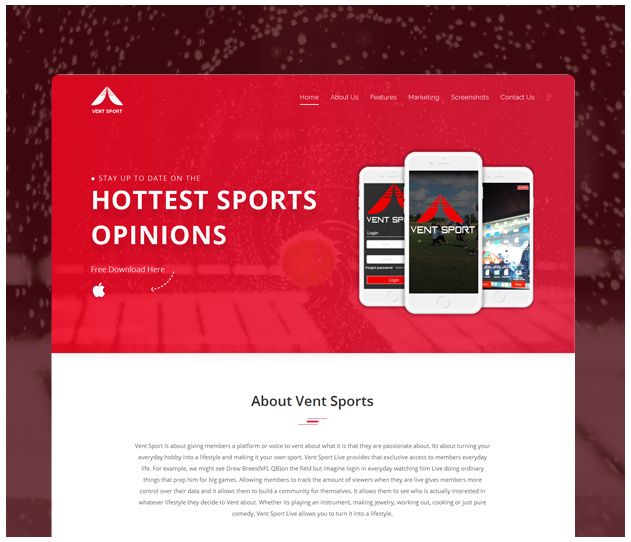 VENT SPORT
Home About Us Features Marketing Screenshots Contact Us
• STAY UP TO DATE ON THE
HOTTEST SPORTS
OPINIONS
Free Download Here
VENT SP
Login
Forget password
Login
VENT SPORT
About Vent Sports
Vent Sport is about giving members a platform or voice to vent about what it is that they are passionate about. Its about turning your
everyday hobby into a lifestyle and making it your own sport. Vent Sport Live provides that exclusive access to members everyday
life. For example, we might see Drew Brees(NFL QB)on the field but imagine login in everyday watching him Live doing ordinary
things that prep him for big games. Allowing members to track the amount of viewers when they are live gives members more
control over their data and it allows them to build a community for themselves. It allows them to see who is actually interested in
whatever lifestyle they decide to Vent about. Whether its playing an instrument, making jewelry, working out, cooking or just pure
comedy, Vent Sport Live allows you to turn it into a lifestyle.